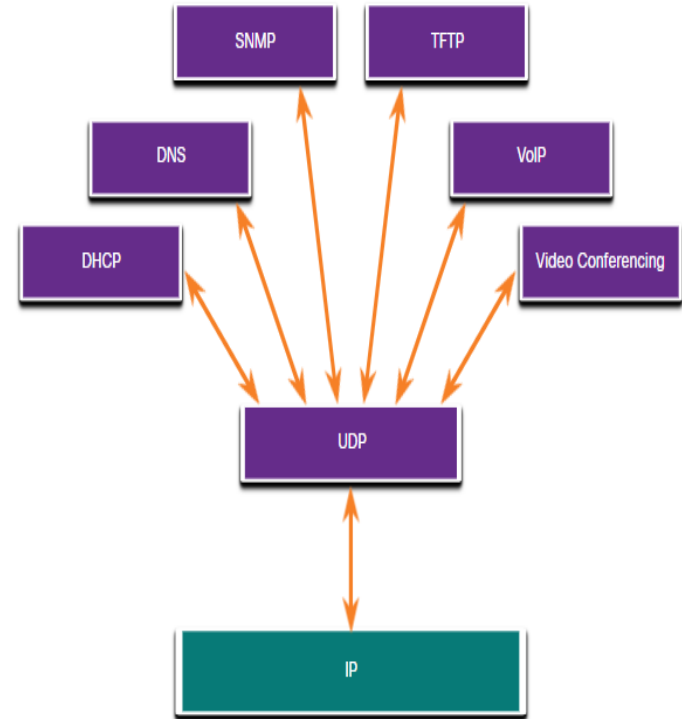 SNMP
TFTP
DNS
VoIP
DHCP
Video Conferencing
UDP
IP